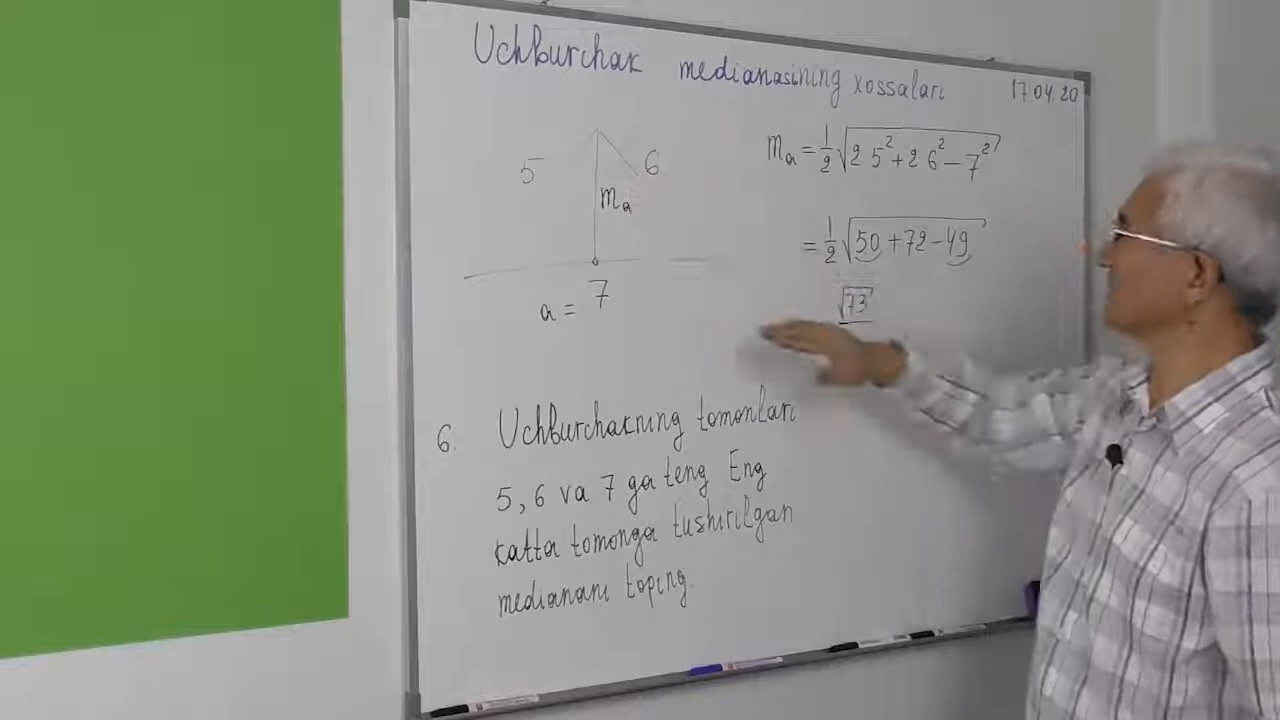 Uchburchak medianasining xossalari
17.04.20
5
6
mₐ
a = 7
mₐ = 1/2 √(2 5² + 2 6² − 7²)
= 1/2 √(50 + 72 − 49)
√73
6. Uchburchakning tomonlari
5, 6 va 7 ga teng Eng
katta tomonga tushirilgan
medianani toping.